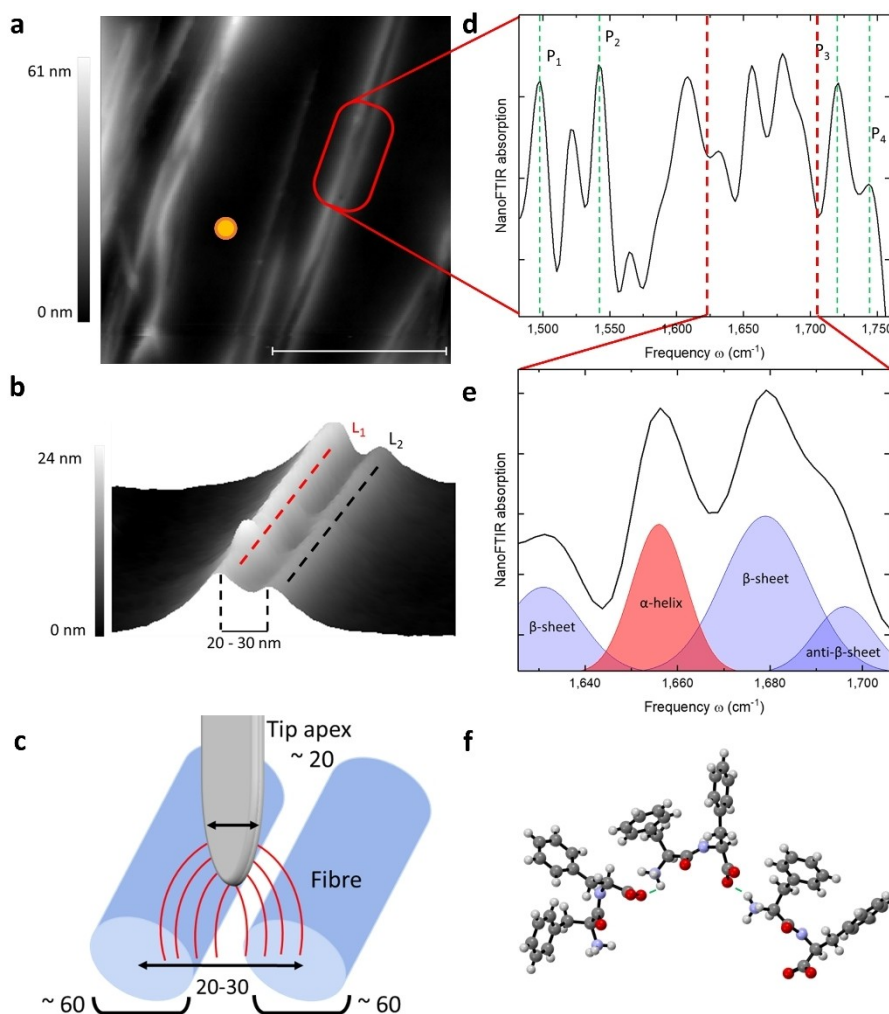 a
61 nm
0 nm
b
24 nm
0 nm
L1
L2
20 - 30 nm
c
Tip apex
~ 20
Fibre
20-30
~ 60
~ 60
d
P1
P2
P3
P4
NanoFTIR absorption
1,500 1,550 1,600 1,650 1,700 1,750
Frequency ω (cm⁻¹)
e
NanoFTIR absorption
β-sheet
α-helix
β-sheet
anti-β-sheet
1,640 1,660 1,680 1,700
Frequency ω (cm⁻¹)
f